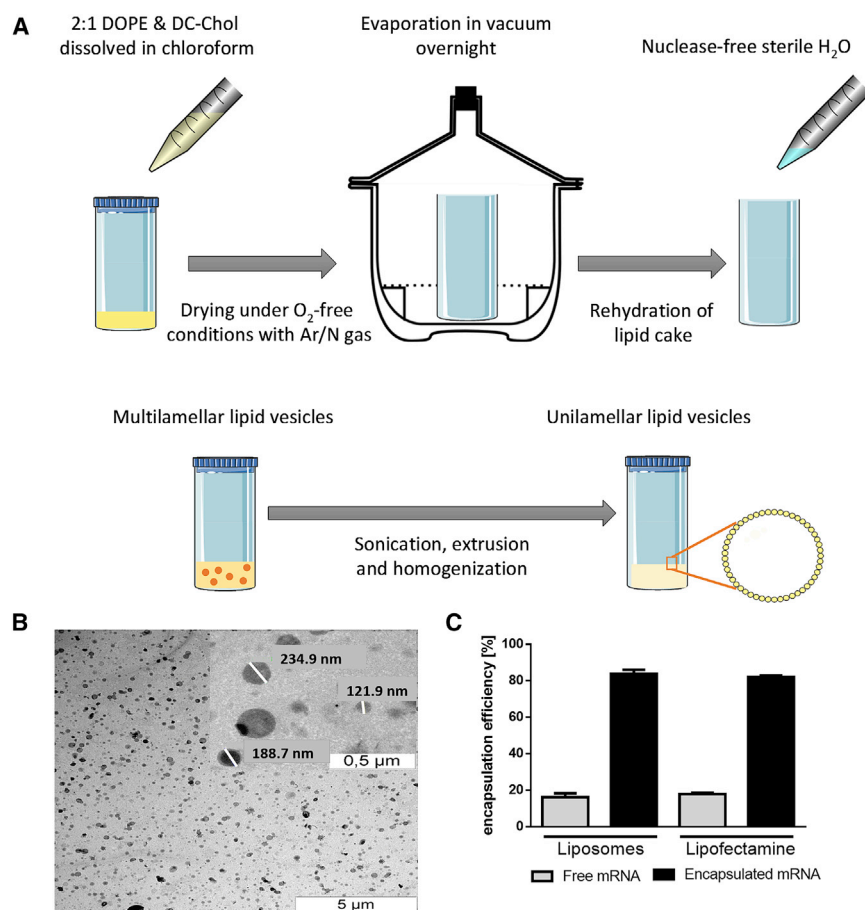 A
2:1 DOPE & DC-Chol
dissolved in chloroform
Evaporation in vacuum
overnight
Nuclease-free sterile H₂O
Drying under O₂-free
conditions with Ar/N gas
Rehydration of
lipid cake
Multilamellar lipid vesicles
Unilamellar lipid vesicles
Sonication, extrusion
and homogenization
B
234.9 nm
121.9 nm
188.7 nm
0,5 µm
5 µm
C
encapsulation efficiency [%]
100
80
60
40
20
0
Liposomes
Lipofectamine
Free mRNA
Encapsulated mRNA